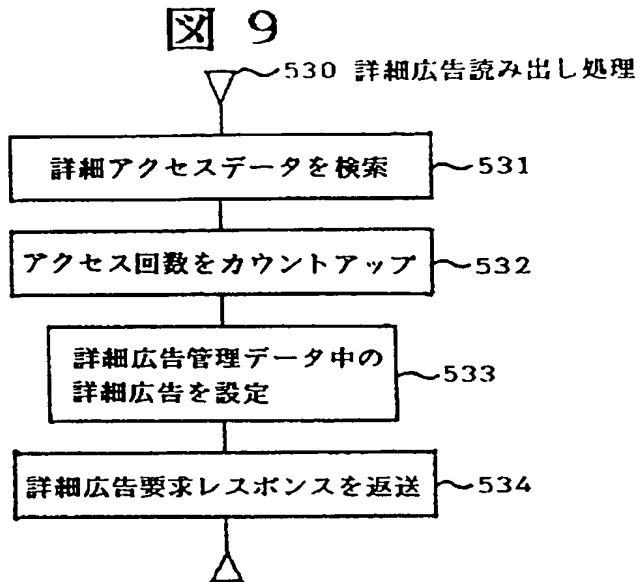 図 9
530 詳細広告読み出し処理
詳細アクセスデータを検索 531
アクセス回数をカウントアップ 532
詳細広告管理データ中の
詳細広告を設定 533
詳細広告要求レスポンスを返送 534